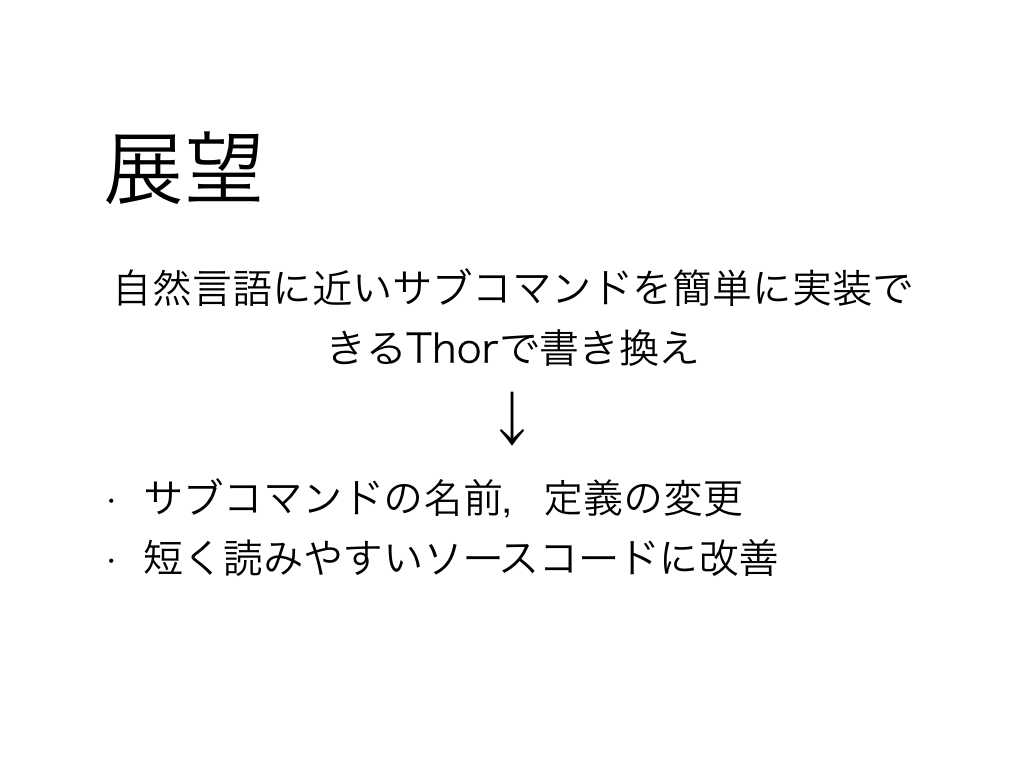 展望
自然言語に近いサブコマンドを簡単に実装で
きるThorで書き換え
↓
・ サブコマンドの名前，定義の変更
・ 短く読みやすいソースコードに改善